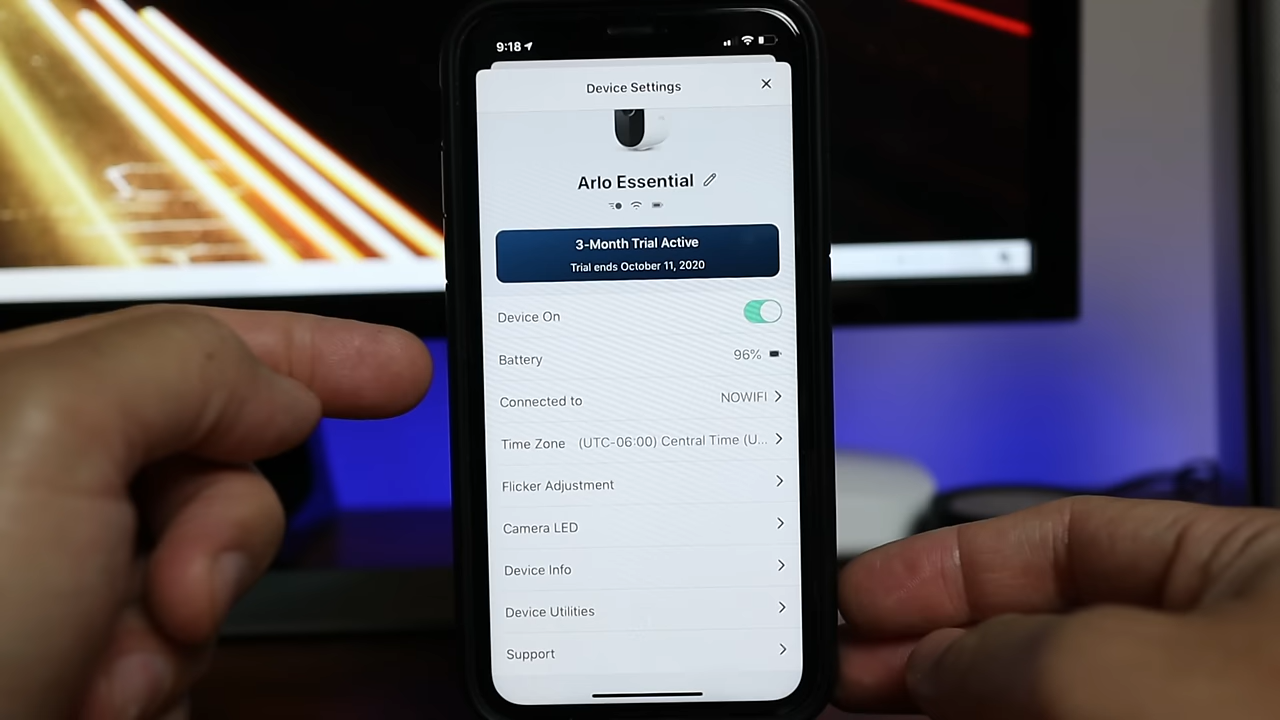 9:18
Device Settings
Arlo Essential
3-Month Trial Active
Trial ends October 11, 2020
Device On
Battery 96%
Connected to NOWIFI
Time Zone (UTC-06:00) Central Time (U...
Flicker Adjustment
Camera LED
Device Info
Device Utilities
Support